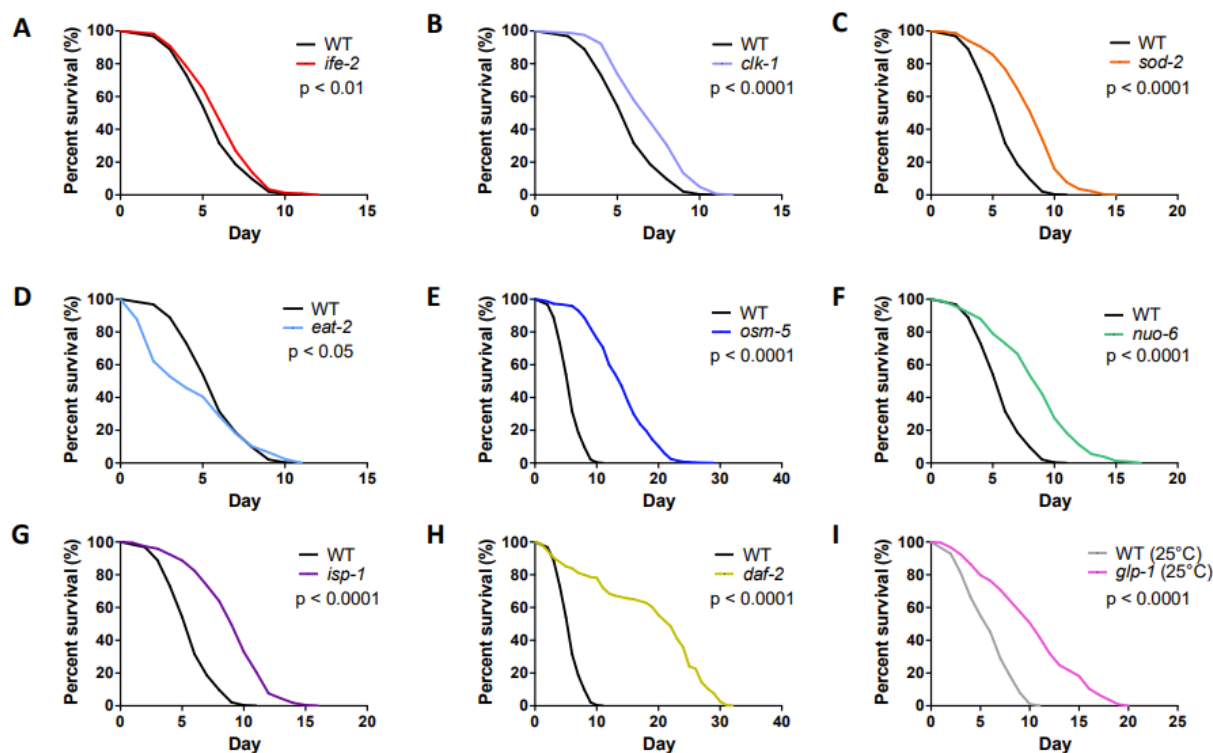 A
Percent survival (%)
100
80
60
40
20
0
0 5 10 15
Day
WT
ife-2
p < 0.01
B
Percent survival (%)
100
80
60
40
20
0
0 5 10 15
Day
WT
clk-1
p < 0.0001
C
Percent survival (%)
100
80
60
40
20
0
0 5 10 15 20
Day
WT
sod-2
p < 0.0001
D
Percent survival (%)
100
80
60
40
20
0
0 5 10 15
Day
WT
eat-2
p < 0.05
E
Percent survival (%)
100
80
60
40
20
0
0 10 20 30 40
Day
WT
osm-5
p < 0.0001
F
Percent survival (%)
100
80
60
40
20
0
0 5 10 15 20
Day
WT
nuo-6
p < 0.0001
G
Percent survival (%)
100
80
60
40
20
0
0 5 10 15 20
Day
WT
isp-1
p < 0.0001
H
Percent survival (%)
100
80
60
40
20
0
0 10 20 30 40
Day
WT
daf-2
p < 0.0001
I
Percent survival (%)
100
80
60
40
20
0
0 5 10 15 20 25
Day
WT (25°C)
glp-1 (25°C)
p < 0.0001